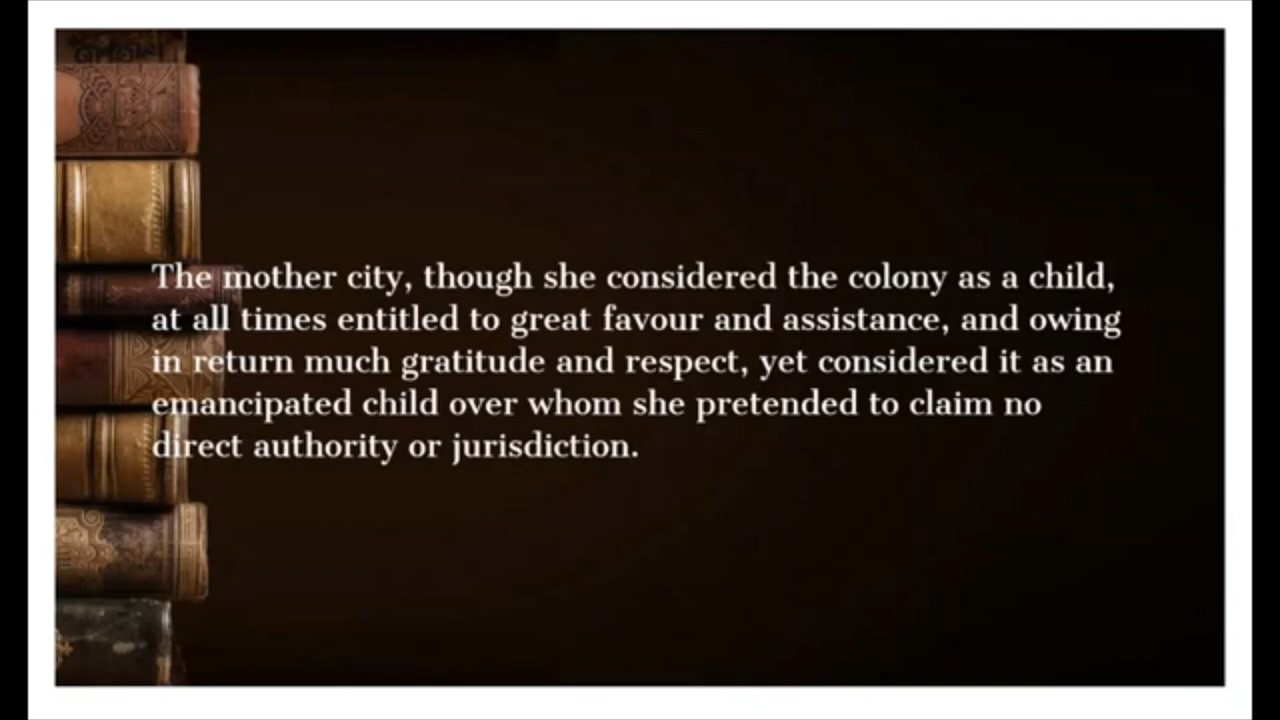 The mother city, though she considered the colony as a child,
at all times entitled to great favour and assistance, and owing
in return much gratitude and respect, yet considered it as an
emancipated child over whom she pretended to claim no
direct authority or jurisdiction.